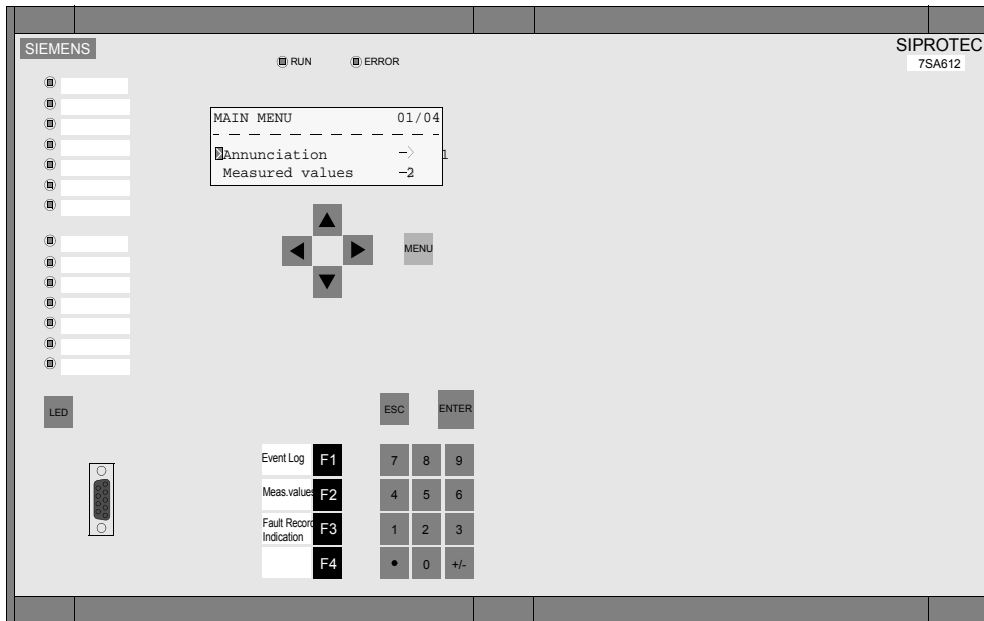 SIEMENS
SIPROTEC
7SA612
RUN
ERROR
MAIN MENU 01/04
Annunciation –> 1
Measured values –2
MENU
LED
ESC
ENTER
Event Log F1
7 8 9
Meas.values F2
4 5 6
Fault Record
Indication F3
1 2 3
F4
• 0 +/-